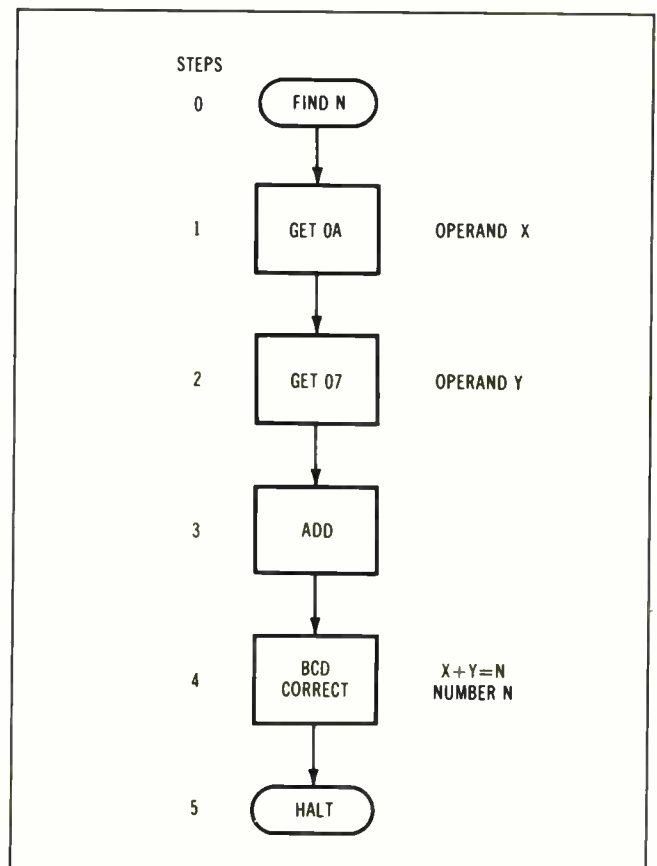 STEPS
0 FIND N
1 GET 0A OPERAND X
2 GET 07 OPERAND Y
3 ADD
4 BCD
CORRECT X+Y=N
NUMBER N
5 HALT